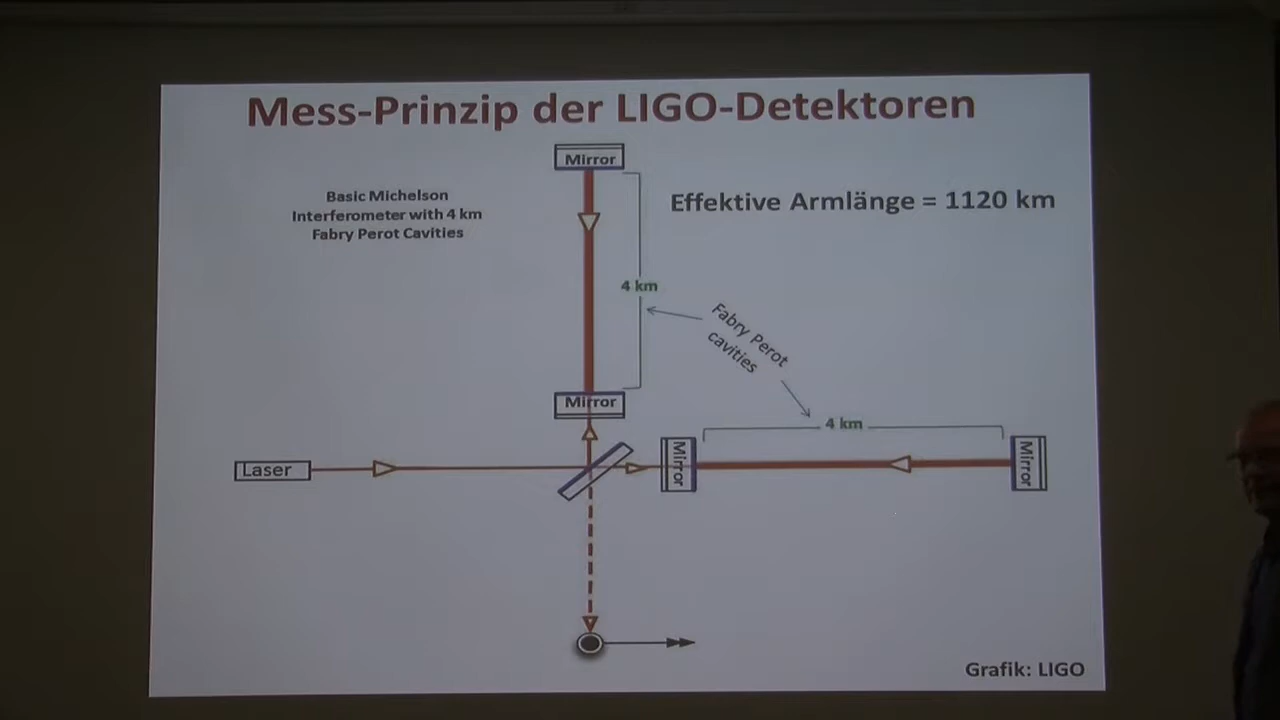 Mess-Prinzip der LIGO-Detektoren
Mirror
Basic Michelson
Interferometer with 4 km
Fabry Perot Cavities
Effektive Armlänge = 1120 km
4 km
Fabry Perot
cavities
Mirror
4 km
Laser
Mirror
Mirror
Grafik: LIGO